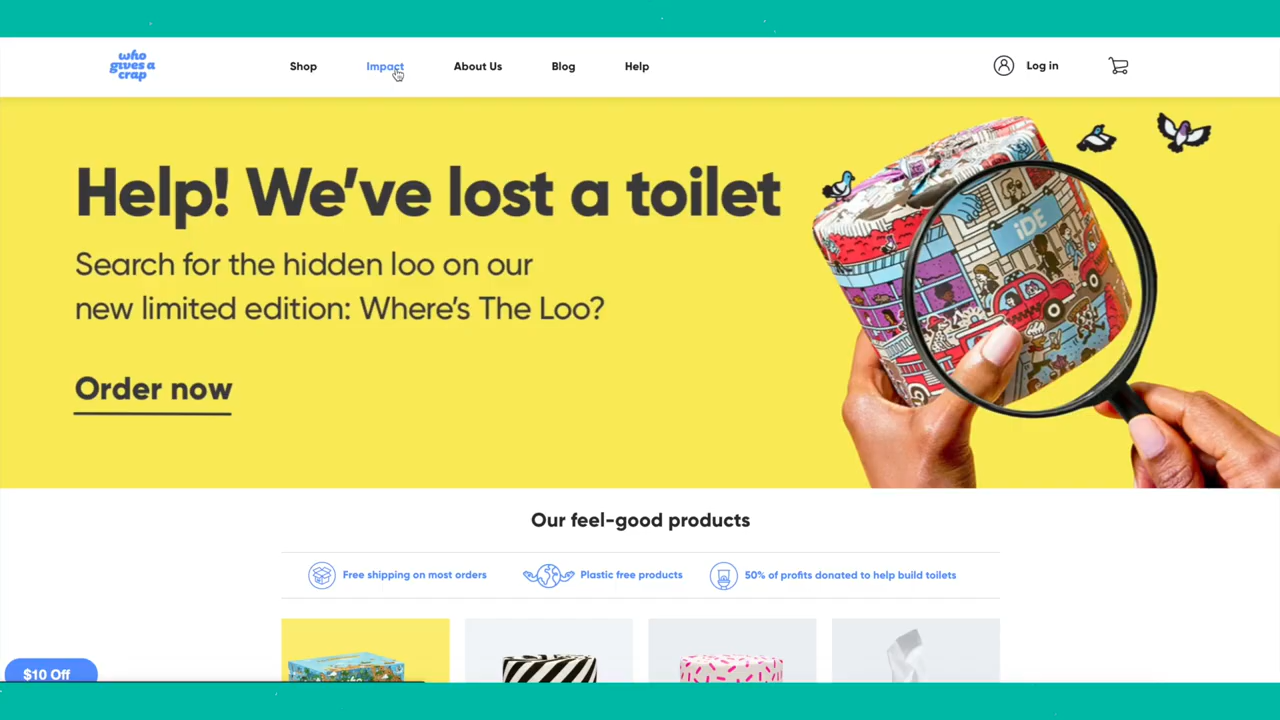 who
gives a
crap
Shop
Impact
About Us
Blog
Help
Log in
Help! We've lost a toilet
Search for the hidden loo on our
new limited edition: Where's The Loo?
Order now
iDE
Our feel-good products
Free shipping on most orders
Plastic free products
50% of profits donated to help build toilets
$10 Off